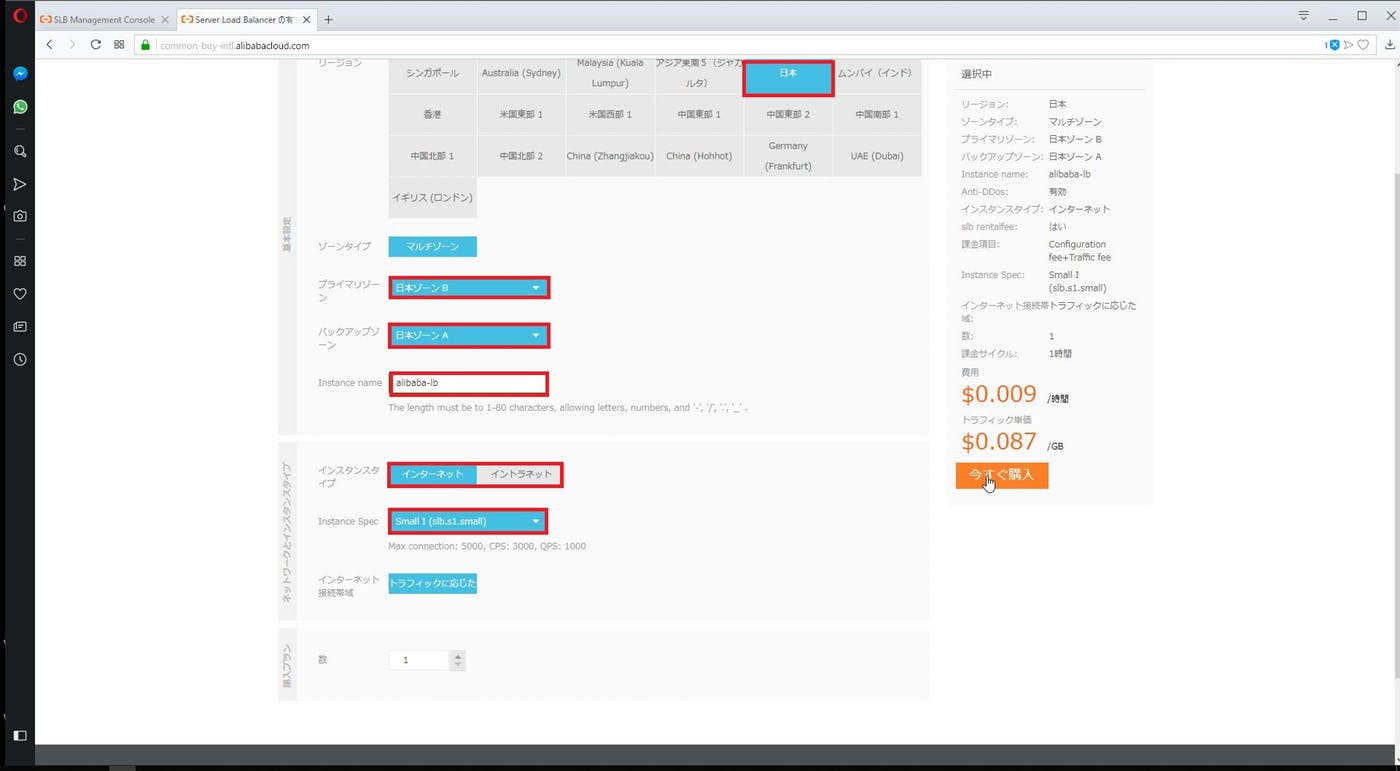 SLB Management Console
Server Load Balancer の有
common-buy-intl.alibabacloud.com
1
リージョン
シンガポール
Australia (Sydney)
Malaysia (Kuala
Lumpur)
アジア東南 5 （ジャカ
ルタ）
日本
ムンバイ（インド）
香港
米国東部 1
米国西部 1
中国東部 1
中国東部 2
中国南部 1
中国北部 1
中国北部 2
China (Zhangjiakou)
China (Hohhot)
Germany
(Frankfurt)
UAE (Dubai)
イギリス (ロンドン)
基本設定
ゾーンタイプ
マルチゾーン
プライマリゾー
ン
日本ゾーン B
バックアップゾ
ーン
日本ゾーン A
Instance name
alibaba-lb
The length must be to 1-80 characters, allowing letters, numbers, and '-', '/', '.', '_' .
ネットワークとインスタンスタイプ
インスタンスタ
イプ
インターネット
イントラネット
Instance Spec
Small I (slb.s1.small)
Max connection: 5000, CPS: 3000, QPS: 1000
インターネット
接続帯域
トラフィックに応じた
購入プラン
数
1
選択中
リージョン: 日本
ゾーンタイプ: マルチゾーン
プライマリゾーン: 日本ゾーン B
バックアップゾーン: 日本ゾーン A
Instance name: alibaba-lb
Anti-DDos: 有効
インスタンスタイプ: インターネット
slb rentalfee: はい
課金項目: Configuration
fee+Traffic fee
Instance Spec: Small I
(slb.s1.small)
インターネット接続帯 トラフィックに応じた
域:
数: 1
課金サイクル: 1時間
費用
$0.009 /時間
トラフィック単価
$0.087 /GB
今すぐ購入